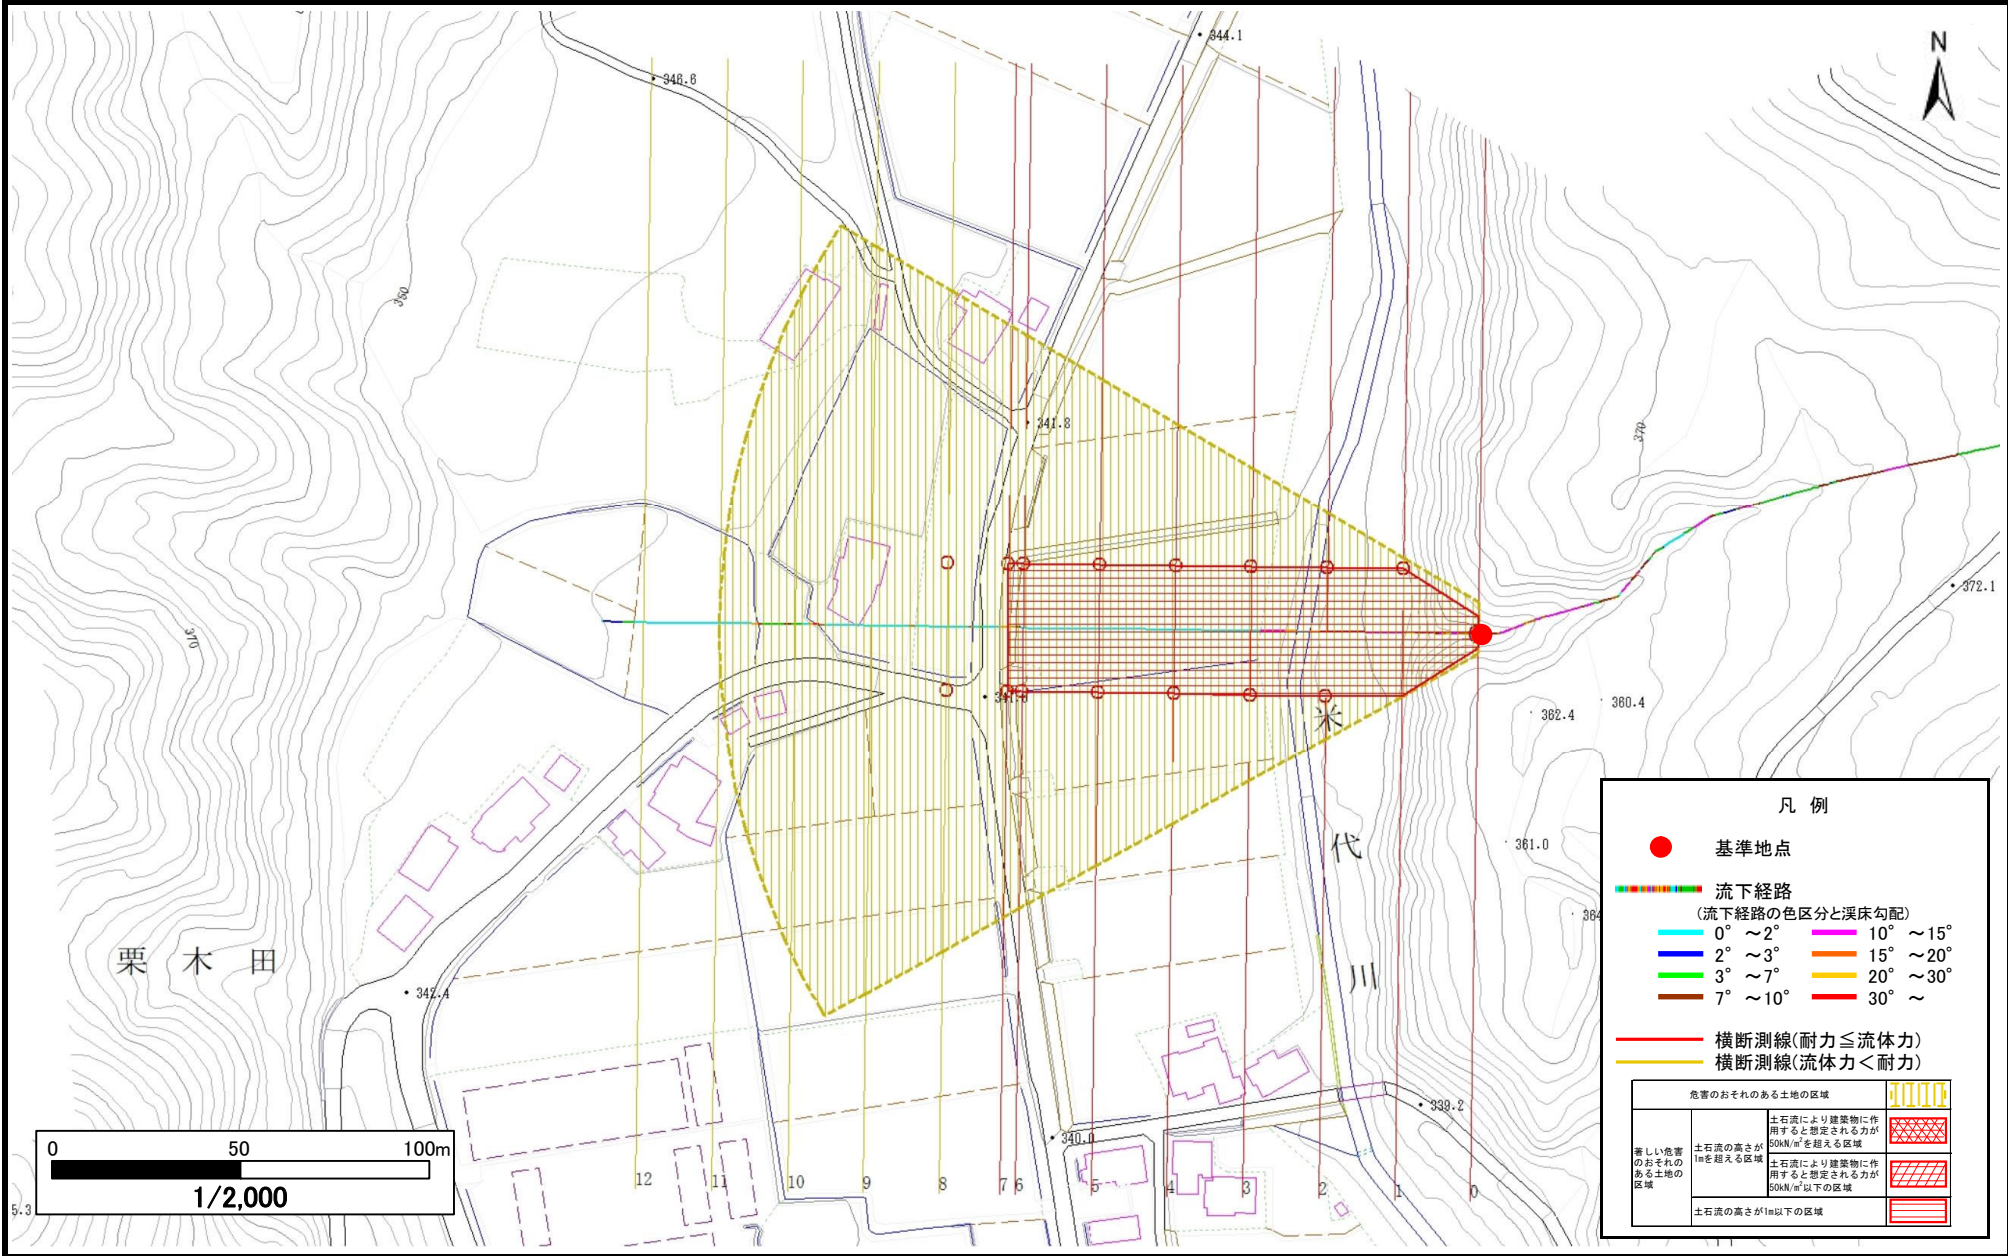 344.1
346.6
N
350
341.8
370
372.1
370
341.6
米
360.4
362.4
代
361.0
364
栗木田
川
342.4
339.2
340.0
12
11
10
9
8
7
6
5
4
3
2
1
0
5.3
0 50 100m
1/2,000
凡 例
基準地点
流下経路
(流下経路の色区分と渓床勾配)
0° ～2° 10° ～15°
2° ～3° 15° ～20°
3° ～7° 20° ～30°
7° ～10° 30° ～
横断測線(耐力≦流体力)
横断測線(流体力＜耐力)
危害のおそれのある土地の区域
著しい危害
のおそれの
ある土地の
区域
土石流の高さが
1mを超える区域
土石流により建築物に作
用すると想定される力が
50kN/m²を超える区域
土石流により建築物に作
用すると想定される力が
50kN/m²以下の区域
土石流の高さが1m以下の区域